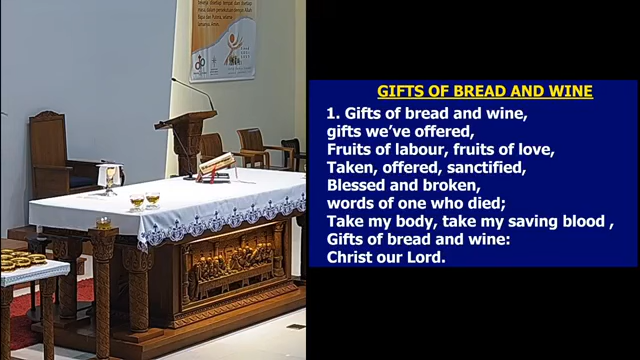 GIFTS OF BREAD AND WINE
1. Gifts of bread and wine,
gifts we've offered,
Fruits of labour, fruits of love,
Taken, offered, sanctified,
Blessed and broken,
words of one who died;
Take my body, take my saving blood ,
Gifts of bread and wine:
Christ our Lord.